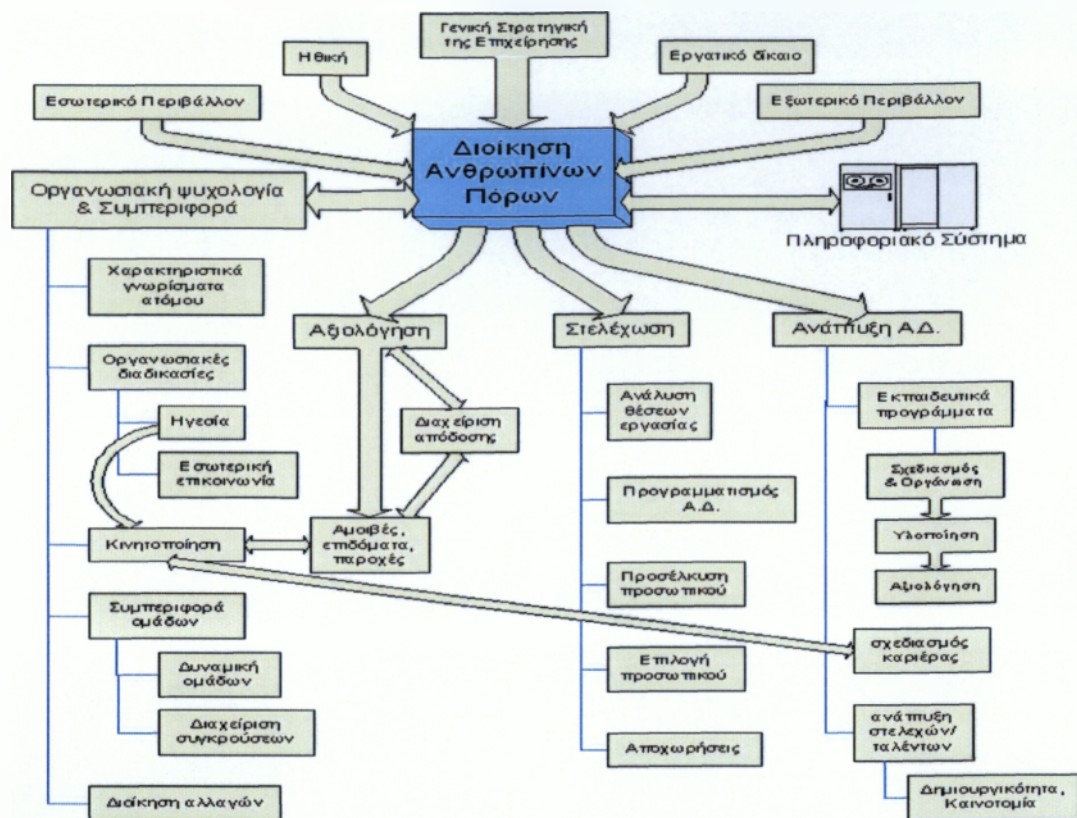 Γενική Στρατηγική
της Επιχείρησης
Ηθική
Εργατικό δίκαιο
Εσωτερικό Περιβάλλον
Εξωτερικό Περιβάλλον
Διοίκηση
Ανθρωπίνων
Πόρων
Οργανωσιακή ψυχολογία
& Συμπεριφορά
Πληροφοριακό Σύστημα
Χαρακτηριστικά
γνωρίσματα
ατόμου
Οργανωσιακές
διαδικασίες
Ηγεσία
Εσωτερική
επικοινωνία
Κινητοποίηση
Συμπεριφορά
ομάδων
Δυναμική
ομάδων
Διαχείριση
συγκρούσεων
Διοίκηση αλλαγών
Αξιολόγηση
Διαχείριση
απόδοσης
Αμοιβές,
επιδόματα,
παροχές
Στελέχωση
Ανάλυση
θέσεων
εργασίας
Προγραμματισμός
Α.Δ.
Προσέλκυση
προσωπικού
Επιλογή
προσωπικού
Αποχωρήσεις
Ανάπτυξη Α.Δ.
Εκπαιδευτικά
προγράμματα
Σχεδιασμός
& Οργάνωση
Υλοποίηση
Αξιολόγηση
σχεδιασμός
καριέρας
ανάπτυξη
στελεχών/
ταλέντων
Δημιουργικότητα,
Καινοτομία